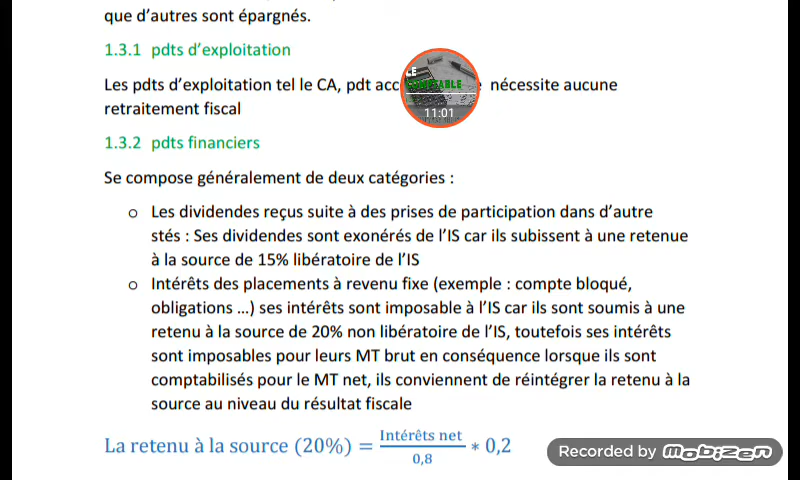 que d'autres sont épargnés.
1.3.1 pdts d'exploitation
Les pdts d'exploitation tel le CA, pdt acc nécessite aucune
retraitement fiscal
11:01
1.3.2 pdts financiers
Se compose généralement de deux catégories :
o Les dividendes reçus suite à des prises de participation dans d'autre
stés : Ses dividendes sont exonérés de l'IS car ils subissent à une retenue
à la source de 15% libératoire de l'IS
o Intérêts des placements à revenu fixe (exemple : compte bloqué,
obligations ...) ses intérêts sont imposable à l'IS car ils sont soumis à une
retenu à la source de 20% non libératoire de l'IS, toutefois ses intérêts
sont imposables pour leurs MT brut en conséquence lorsque ils sont
comptabilisés pour le MT net, ils conviennent de réintégrer la retenu à la
source au niveau du résultat fiscale
La retenu à la source (20%) = Intérêts net / 0,8 * 0,2
Recorded by mobizen